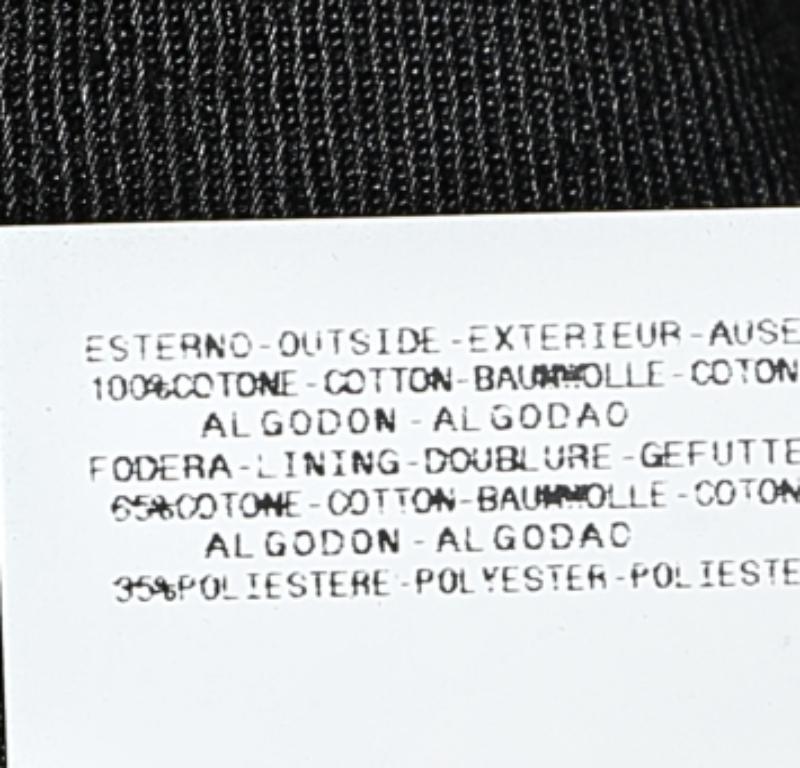 ESTERNO-OUTSIDE-EXTERIEUR-AUSE
100%COTONE-COTTON-BAUMWOLLE-COTON
ALGODON-ALGODAO
FODERA-LINING-DOUBLURE-GEFUTTE
65%COTONE-COTTON-BAUMWOLLE-COTON
ALGODON-ALGODAO
35%POLIESTERE-POLYESTER-POLIESTE